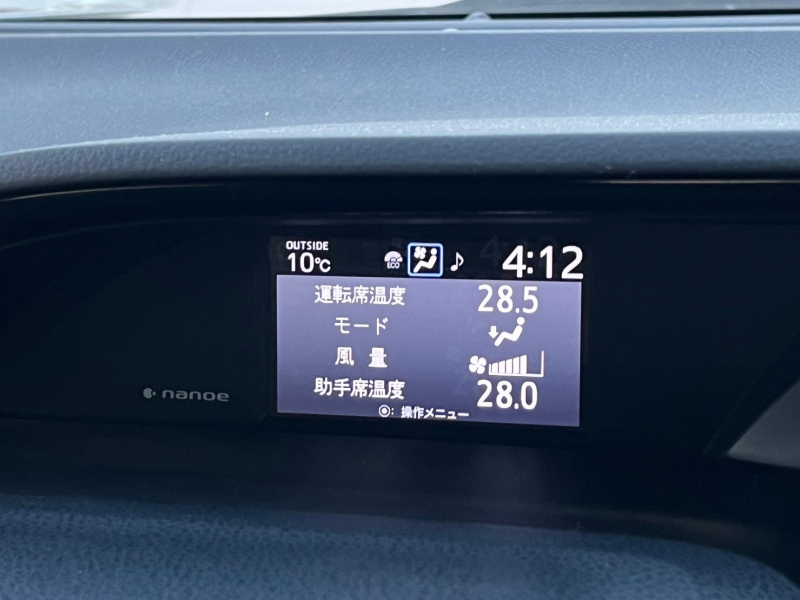 OUTSIDE
10℃ ECO 4:12
運転席温度 28.5
モード
風量
助手席温度 28.0
◉: 操作メニュー
nanoe